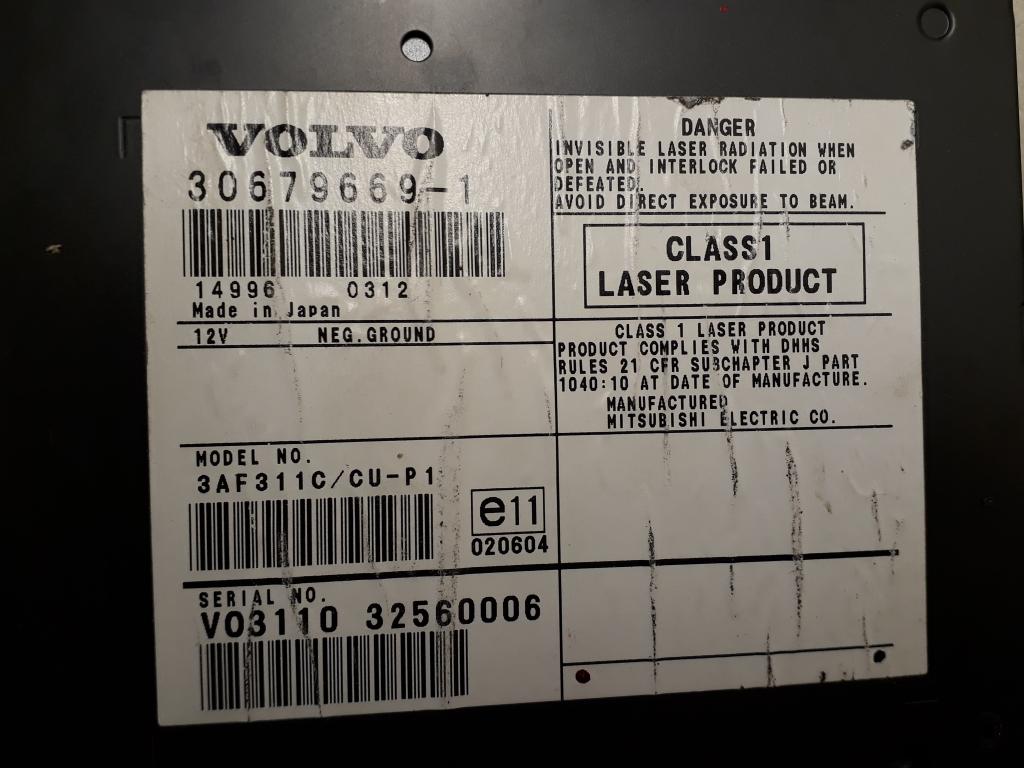 VOLVO
30679669-1
14996 0312
Made in Japan
12V NEG.GROUND
MODEL NO.
3AF311C/CU-P1
e11
020604
SERIAL NO.
V03110 32560006
DANGER
INVISIBLE LASER RADIATION WHEN
OPEN AND INTERLOCK FAILED OR
DEFEATED.
AVOID DIRECT EXPOSURE TO BEAM.
CLASS1
LASER PRODUCT
CLASS 1 LASER PRODUCT
PRODUCT COMPLIES WITH DHHS
RULES 21 CFR SUBCHAPTER J PART
1040:10 AT DATE OF MANUFACTURE.
MANUFACTURED
MITSUBISHI ELECTRIC CO.